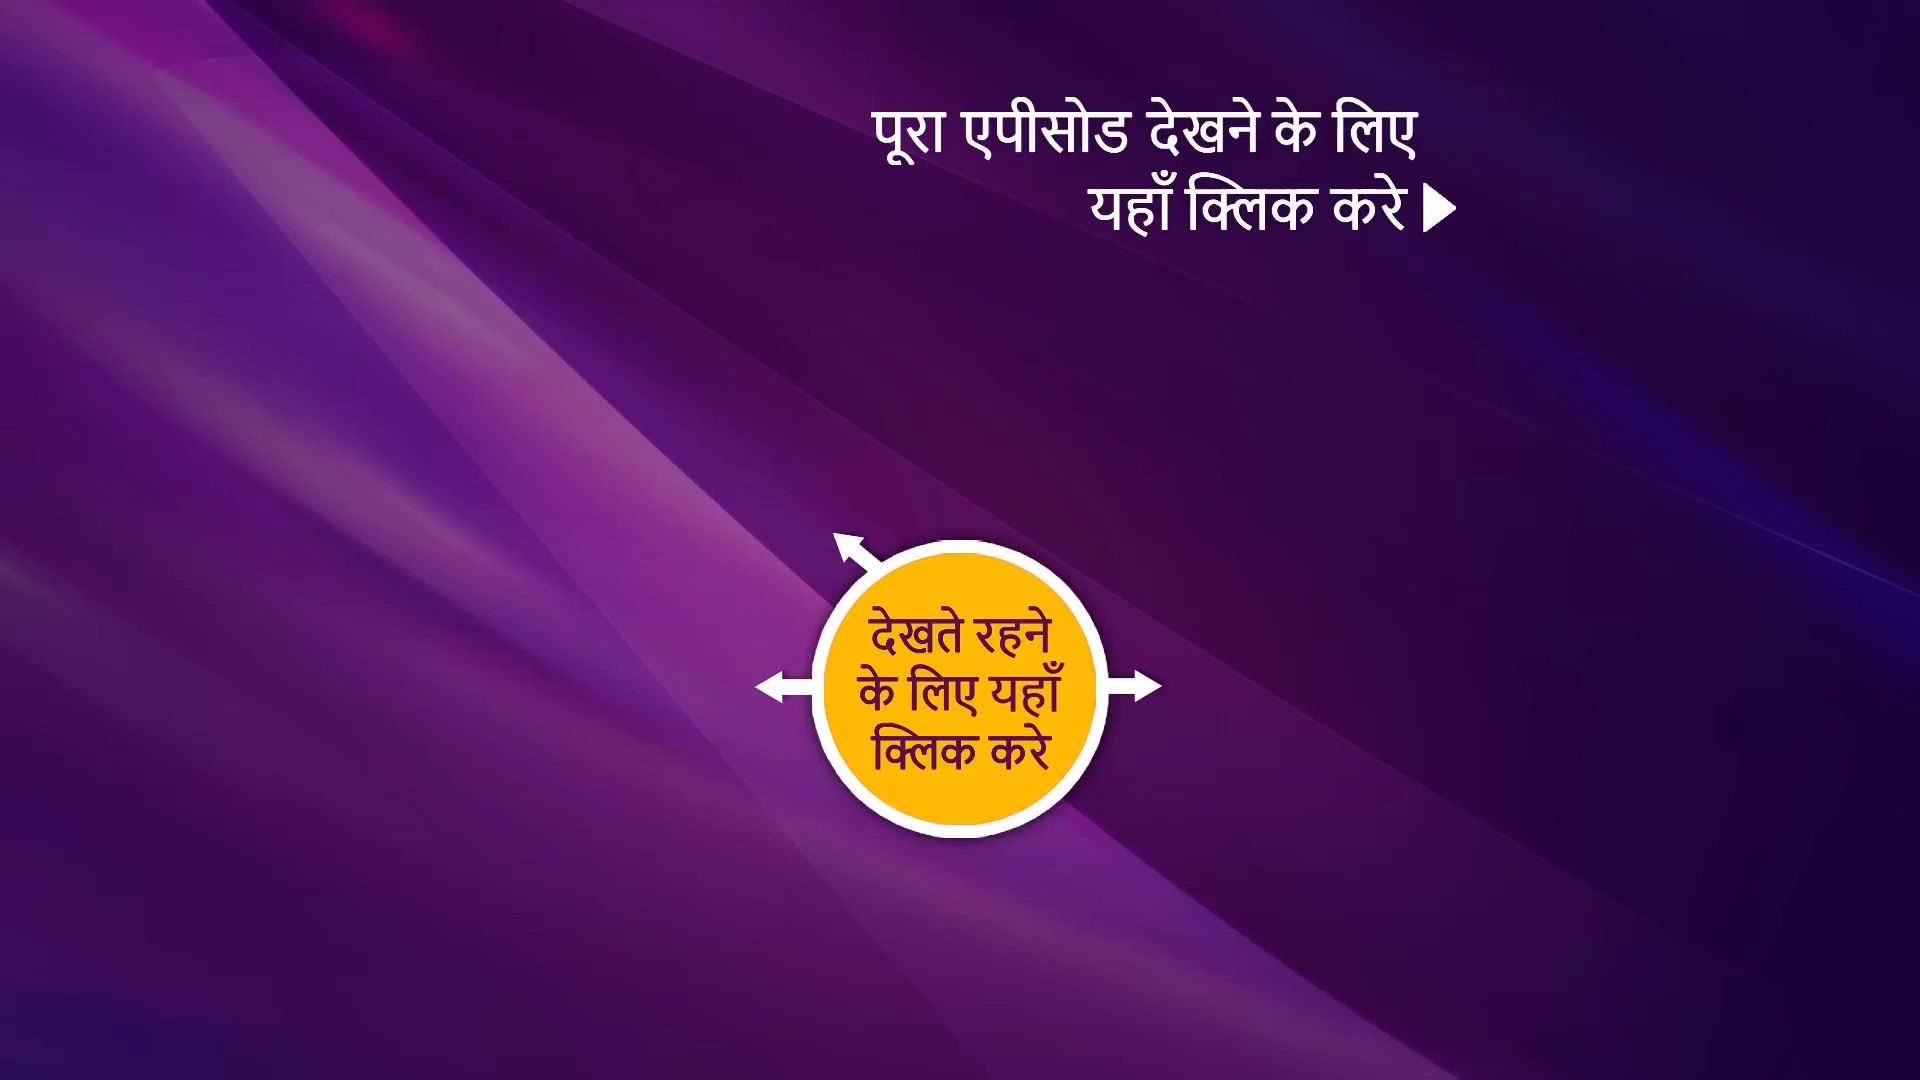 पूरा एपीसोड देखने के लिए
यहाँ क्लिक करे
देखते रहने
के लिए यहाँ
क्लिक करे